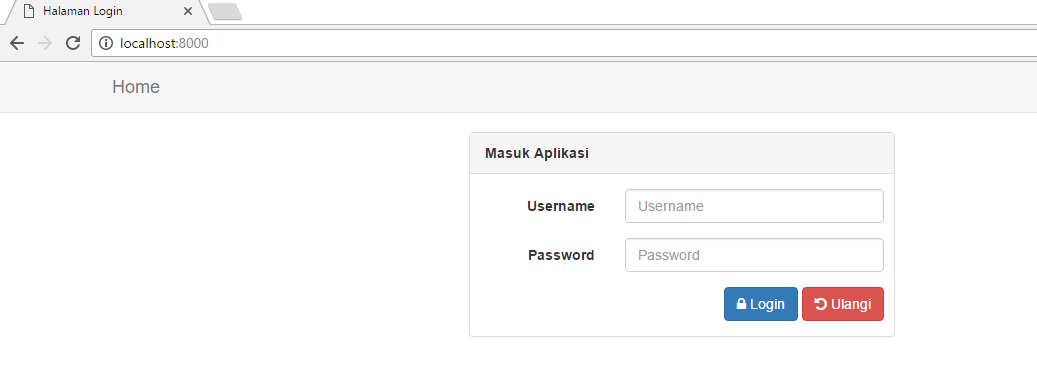 Halaman Login
localhost:8000
Home
Masuk Aplikasi
Username Username
Password Password
Login Ulangi